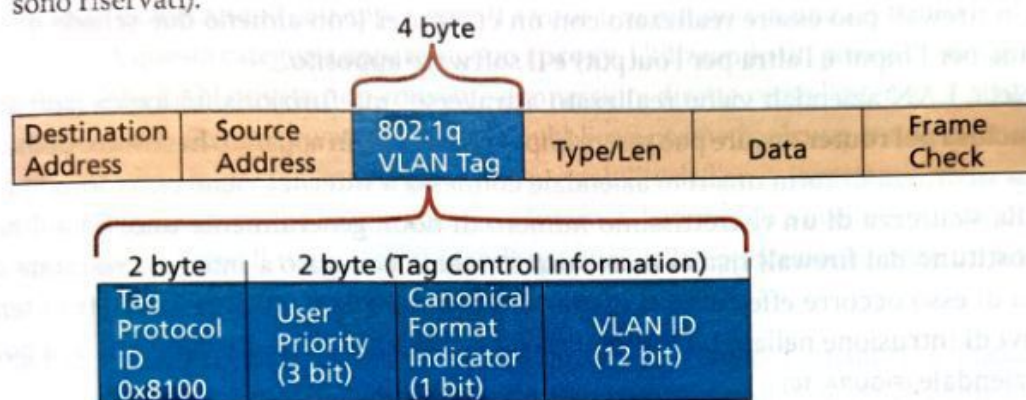 sono riservati).
4 byte
Destination Address
Source Address
802.1q VLAN Tag
Type/Len
Data
Frame Check
2 byte
2 byte (Tag Control Information)
Tag Protocol ID 0x8100
User Priority (3 bit)
Canonical Format Indicator (1 bit)
VLAN ID (12 bit)